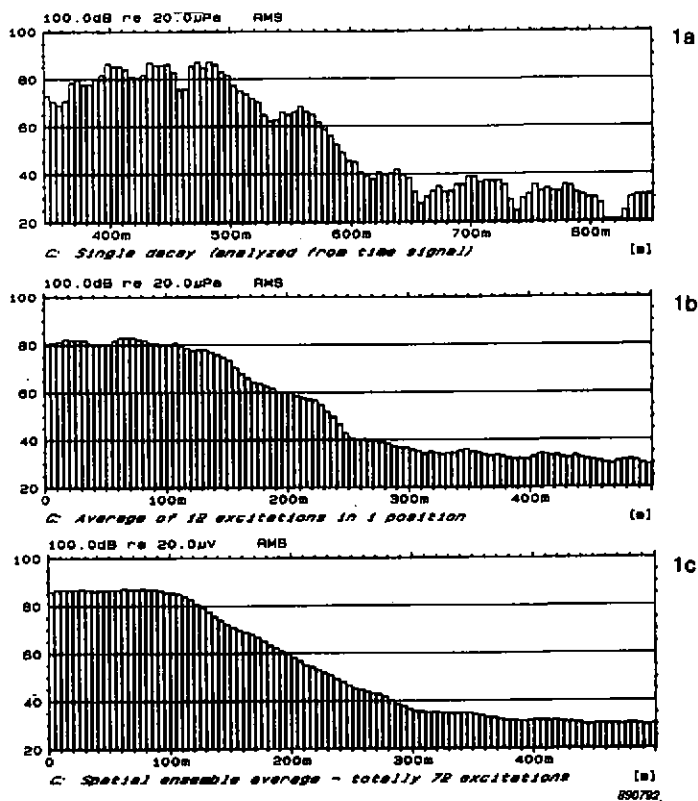 100.0dB re 20.0µPa RMS
1a
100
80
60
40
20
400m 500m 600m 700m 800m
C: Single decay (analyzed from time signal) [s]
100.0dB re 20.0µPa RMS
1b
100
80
60
40
20
0 100m 200m 300m 400m
C: Average of 12 excitations in 1 position [s]
100.0dB re 20.0µV RMS
1c
100
80
60
40
20
0 100m 200m 300m 400m
C: Spatial ensemble average - totally 72 excitations [s]
890792